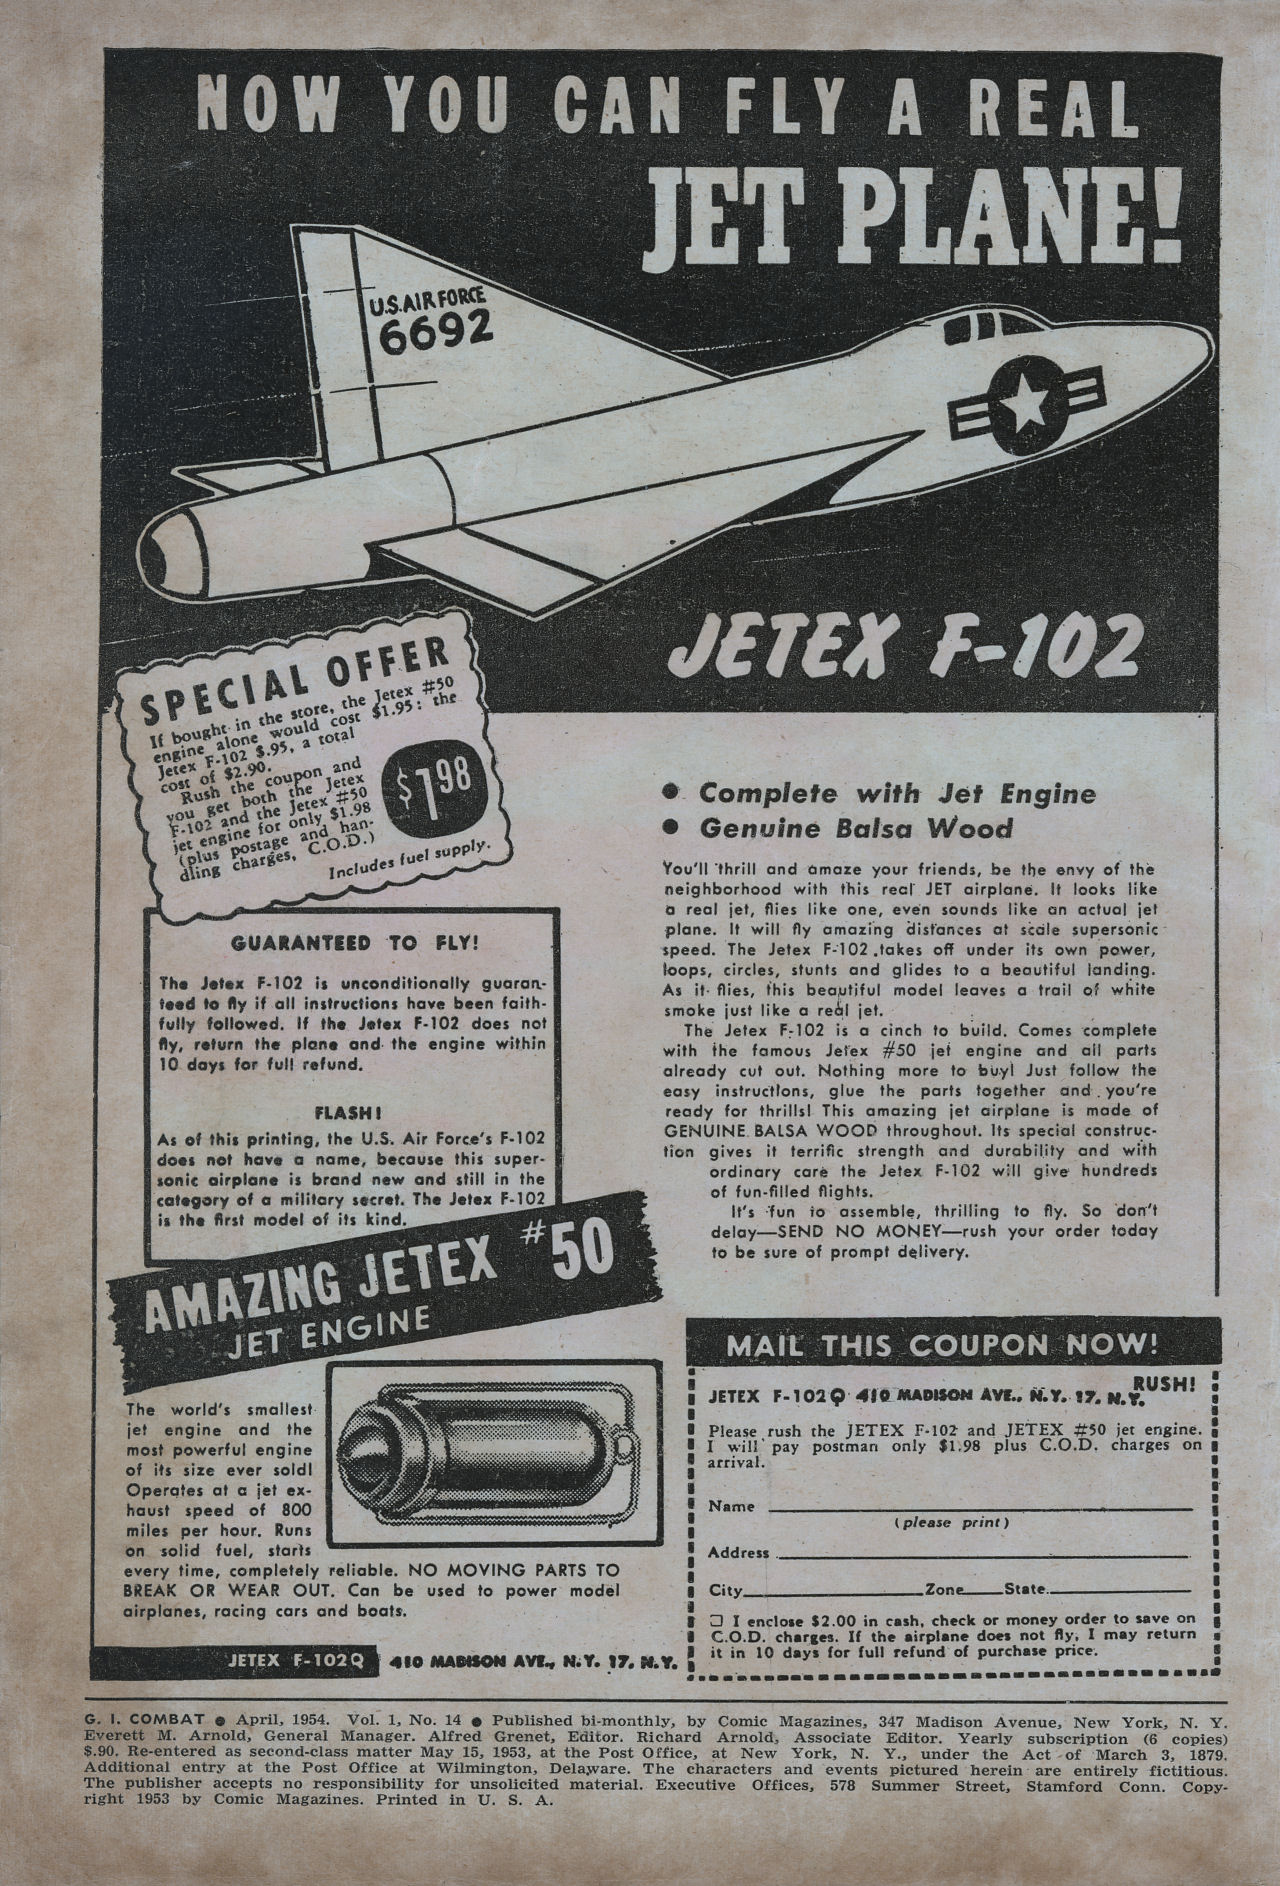 NOW YOU CAN FLY A REAL
JET PLANE!
U.S. AIR FORCE
6692
JETEX F-102
SPECIAL OFFER
If bought in the store, the Jetex #50
engine alone would cost $1.95: the
Jetex F-102 $.95, a total
cost of $2.90.
Rush the coupon and
you get both the Jetex
F-102 and the Jetex #50
jet engine for only $1.98
(plus postage and han-
dling charges, C.O.D.)
$1.98
Includes fuel supply.
GUARANTEED TO FLY!
The Jetex F-102 is unconditionally guaran-
teed to fly if all instructions have been faith-
fully followed. If the Jetex F-102 does not
fly, return the plane and the engine within
10 days for full refund.
FLASH!
As of this printing, the U.S. Air Force's F-102
does not have a name, because this super-
sonic airplane is brand new and still in the
category of a military secret. The Jetex F-102
is the first model of its kind.
AMAZING JETEX #50
JET ENGINE
The world's smallest
jet engine and the
most powerful engine
of its size ever sold!
Operates at a jet ex-
haust speed of 800
miles per hour. Runs
on solid fuel, starts
every time, completely reliable. NO MOVING PARTS TO
BREAK OR WEAR OUT. Can be used to power model
airplanes, racing cars and boats.
JETEX F-102Q 410 MADISON AVE., N.Y. 17, N.Y.
● Complete with Jet Engine
● Genuine Balsa Wood
You'll thrill and amaze your friends, be the envy of the
neighborhood with this real JET airplane. It looks like
a real jet, flies like one, even sounds like an actual jet
plane. It will fly amazing distances at scale supersonic
speed. The Jetex F-102 takes off under its own power,
loops, circles, stunts and glides to a beautiful landing.
As it flies, this beautiful model leaves a trail of white
smoke just like a real jet.
The Jetex F-102 is a cinch to build. Comes complete
with the famous Jetex #50 jet engine and all parts
already cut out. Nothing more to buy! Just follow the
easy instructions, glue the parts together and you're
ready for thrills! This amazing jet airplane is made of
GENUINE BALSA WOOD throughout. Its special construc-
tion gives it terrific strength and durability and with
ordinary care the Jetex F-102 will give hundreds
of fun-filled flights.
It's fun to assemble, thrilling to fly. So don't
delay—SEND NO MONEY—rush your order today
to be sure of prompt delivery.
MAIL THIS COUPON NOW!
RUSH!
JETEX F-102Q 410 MADISON AVE., N.Y. 17, N.Y.
Please rush the JETEX F-102 and JETEX #50 jet engine.
I will pay postman only $1.98 plus C.O.D. charges on
arrival.
Name
(please print)
Address
City Zone State
☐ I enclose $2.00 in cash, check or money order to save on
C.O.D. charges. If the airplane does not fly, I may return
it in 10 days for full refund of purchase price.
G. I. COMBAT ● April, 1954. Vol. 1, No. 14 ● Published bi-monthly, by Comic Magazines, 347 Madison Avenue, New York, N. Y.
Everett M. Arnold, General Manager. Alfred Grenet, Editor. Richard Arnold, Associate Editor. Yearly subscription (6 copies)
$.90. Re-entered as second-class matter May 15, 1953, at the Post Office, at New York, N. Y., under the Act of March 3, 1879.
Additional entry at the Post Office at Wilmington, Delaware. The characters and events pictured herein are entirely fictitious.
The publisher accepts no responsibility for unsolicited material. Executive Offices, 578 Summer Street, Stamford Conn. Copy-
right 1953 by Comic Magazines. Printed in U. S. A.